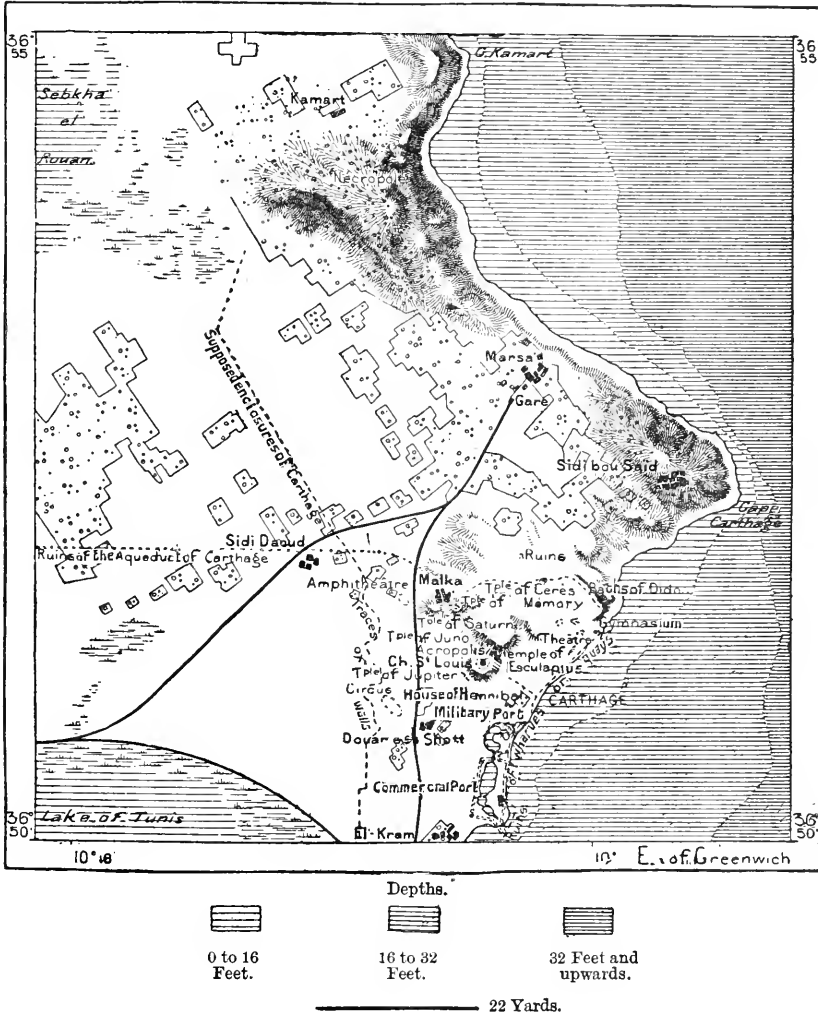 36°
55'
36°
55
C. Kamart
Sebkha
el
Rouan
Kamart
Necropole
Supposed enclosures of Carthage
Marsa
Gare
Sidi bou Said
Cape
Carthage
Sidi Daoud
Ruins of the Aqueduct of Carthage
Ruins
Amphitheatre
Malka
Tple of Ceres
Baths of Dido
Tple of Memory
Tple of Saturn
Gymnasium
Traces of walls
Tple of Juno
Theatre
Acropolis
Temple of
Esculapius
Ch. St Louis
Tple of Jupiter
Circus
House of Hannibal
CARTHAGE
Military Port
Douar es Shott
of Wharves of
Commercial Port
Ruins
Lake of Tunis
El-Kram
36°
50'
36°
50
10° 18'
10°
E. of Greenwich
Depths.
0 to 16
Feet.
16 to 32
Feet.
32 Feet and
upwards.
22 Yards.